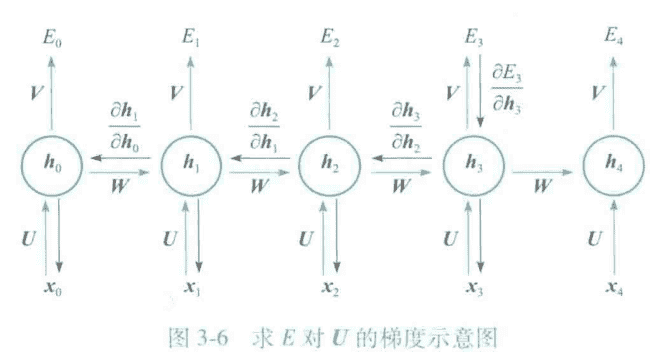 E₀ E₁ E₂ E₃ E₄
V V V V ∂E₃/∂h₃ V
∂h₁/∂h₀ ∂h₂/∂h₁ ∂h₃/∂h₂
h₀ h₁ h₂ h₃ h₄
W W W W
U U U U U
x₀ x₁ x₂ x₃ x₄
图 3-6 求 E 对 U 的梯度示意图